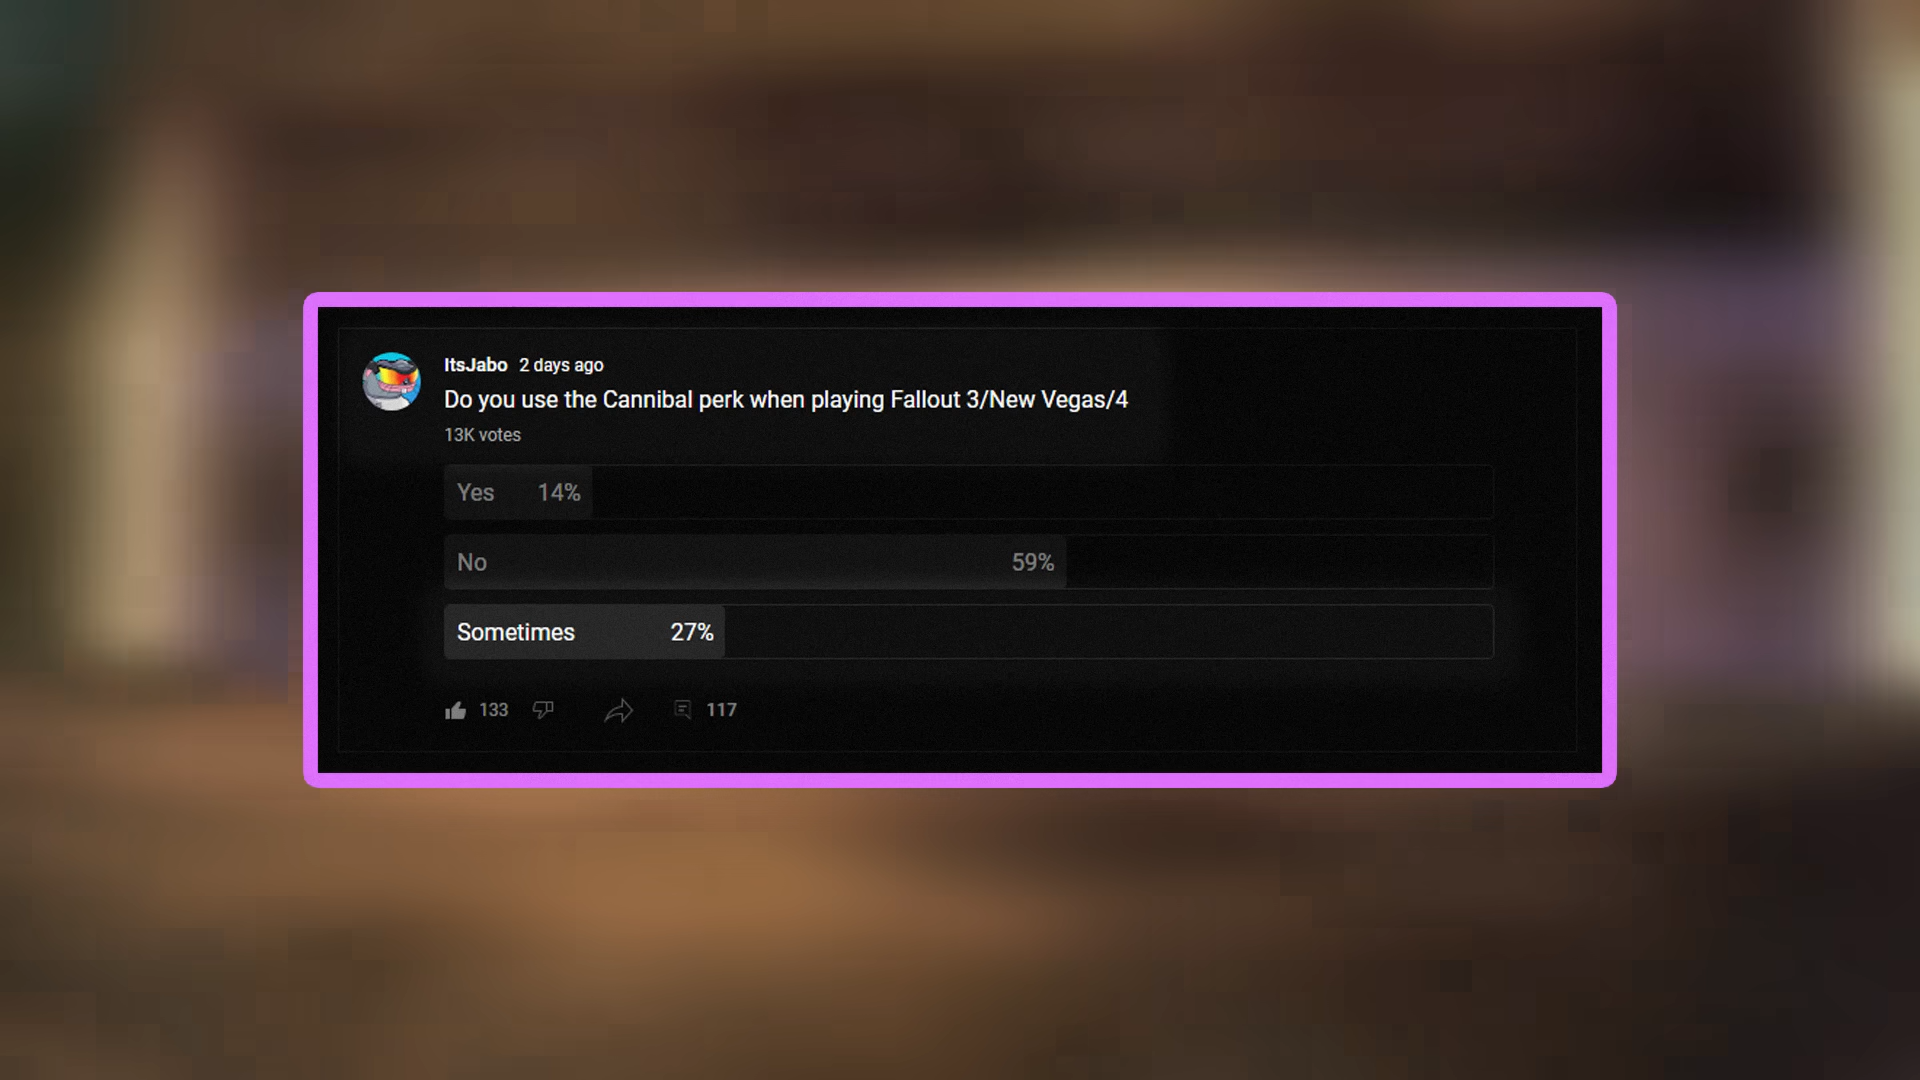 ItsJabo 2 days ago
Do you use the Cannibal perk when playing Fallout 3/New Vegas/4
13K votes
Yes 14%
No 59%
Sometimes 27%
133 117